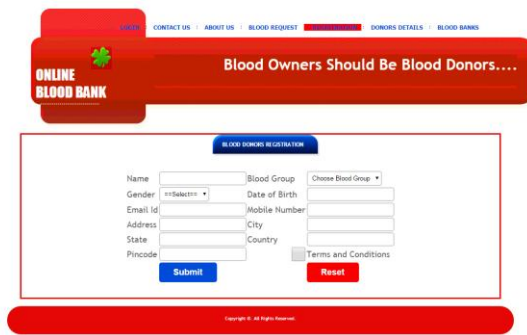 LOGIN CONTACT US ABOUT US BLOOD REQUEST DONORS DETAILS BLOOD BANKS
Blood Owners Should Be Blood Donors....
ONLINE
BLOOD BANK
BLOOD DONORS REGISTRATION
Name Blood Group Choose Blood Group
Gender ==Select== Date of Birth
Email Id Mobile Number
Address City
State Country
Pincode Terms and Conditions
Submit Reset
Copyright ©. All Rights Reserved.